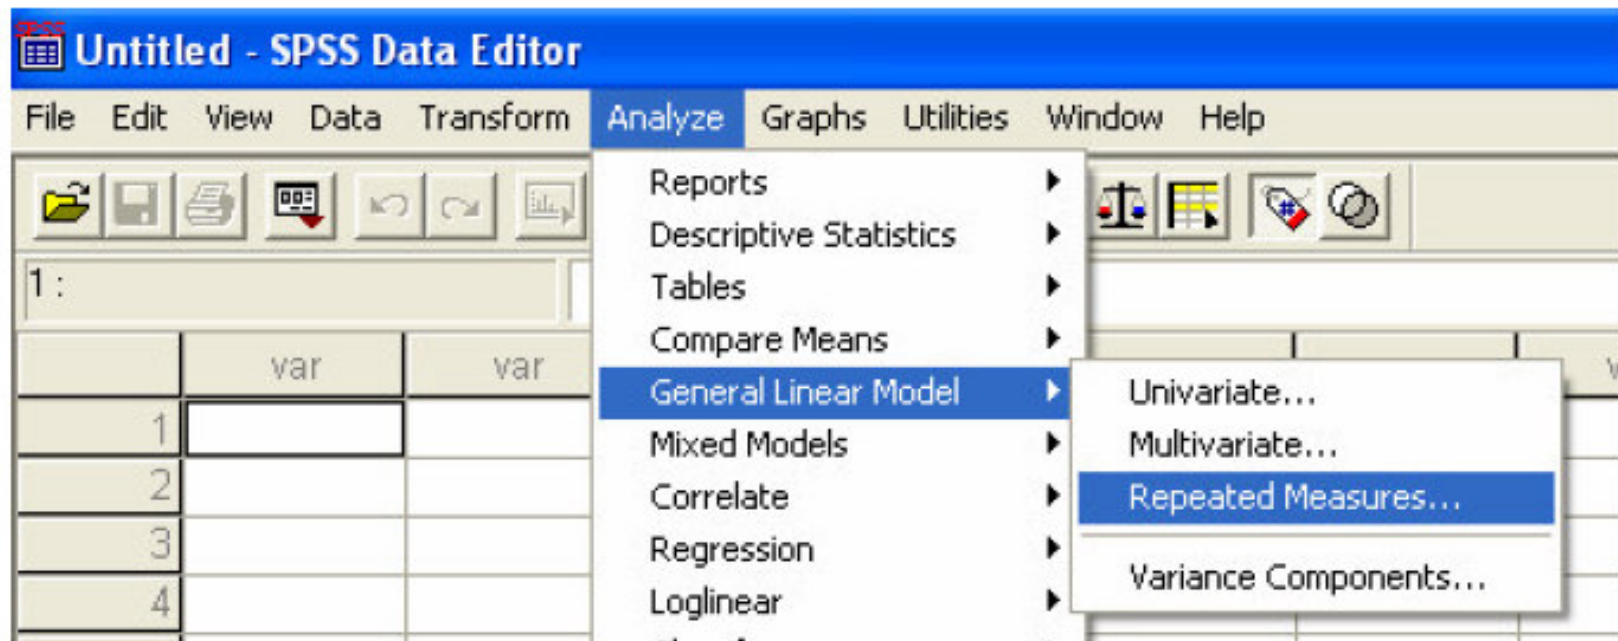 SPSS
Untitled - SPSS Data Editor
File Edit View Data Transform Analyze Graphs Utilities Window Help
1 :
var var
1
2
3
4
Reports
Descriptive Statistics
Tables
Compare Means
General Linear Model
Mixed Models
Correlate
Regression
Loglinear
Univariate...
Multivariate...
Repeated Measures...
Variance Components...